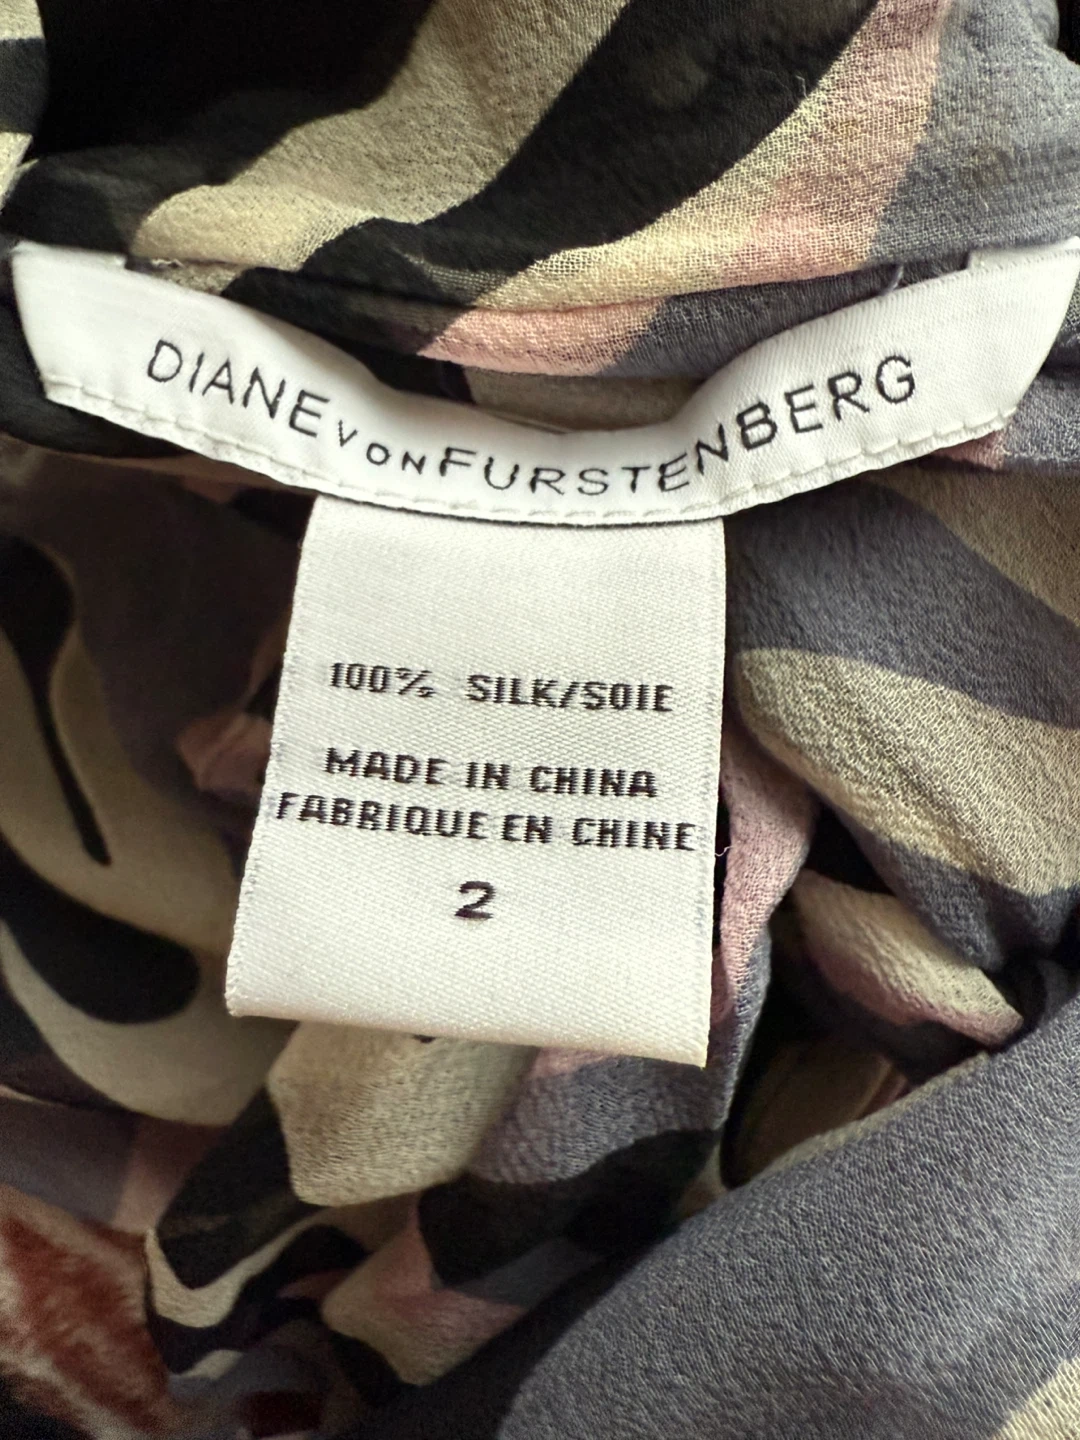 DIANE VON FURSTENBERG
100% SILK/SOIE
MADE IN CHINA
FABRIQUE EN CHINE
2